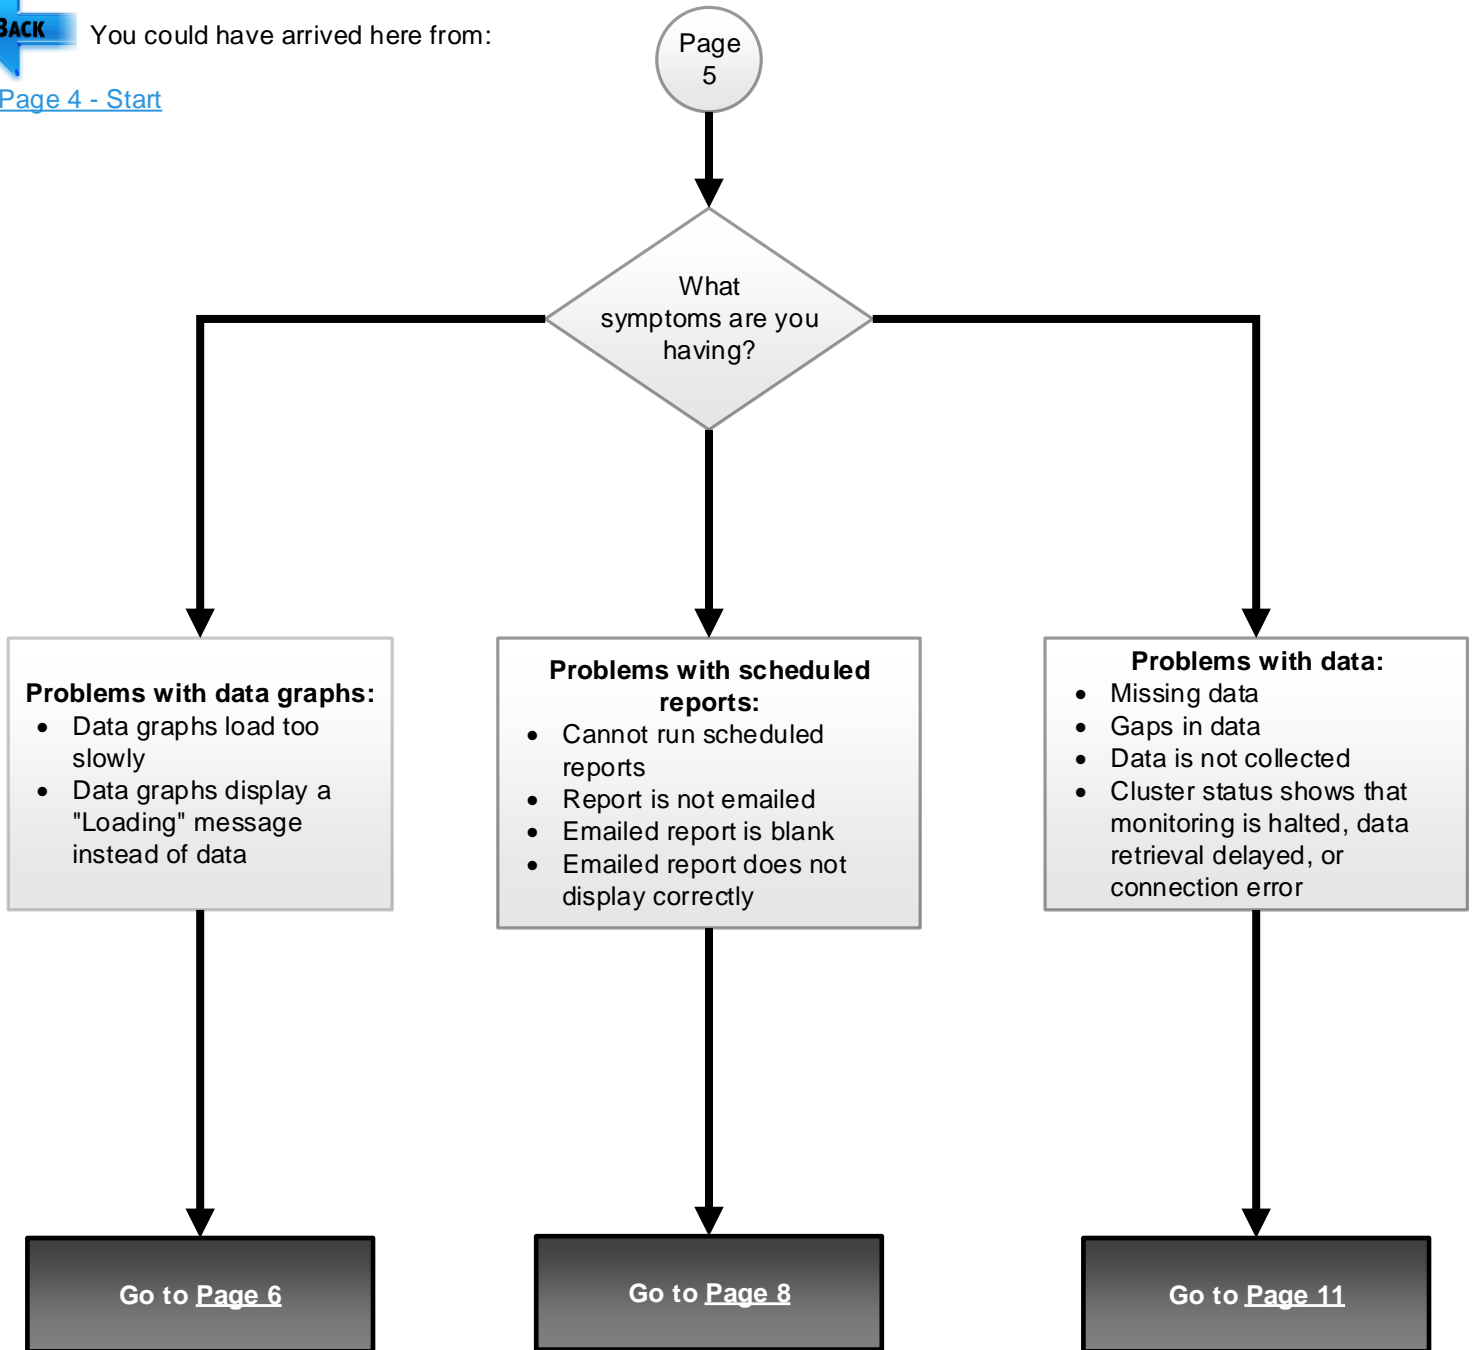 BACK
You could have arrived here from:
Page 4 - Start
Page
5
What
symptoms are you
having?
Problems with data graphs:
• Data graphs load too
slowly
• Data graphs display a
"Loading" message
instead of data
Problems with scheduled
reports:
• Cannot run scheduled
reports
• Report is not emailed
• Emailed report is blank
• Emailed report does not
display correctly
Problems with data:
• Missing data
• Gaps in data
• Data is not collected
• Cluster status shows that
monitoring is halted, data
retrieval delayed, or
connection error
Go to Page 6
Go to Page 8
Go to Page 11